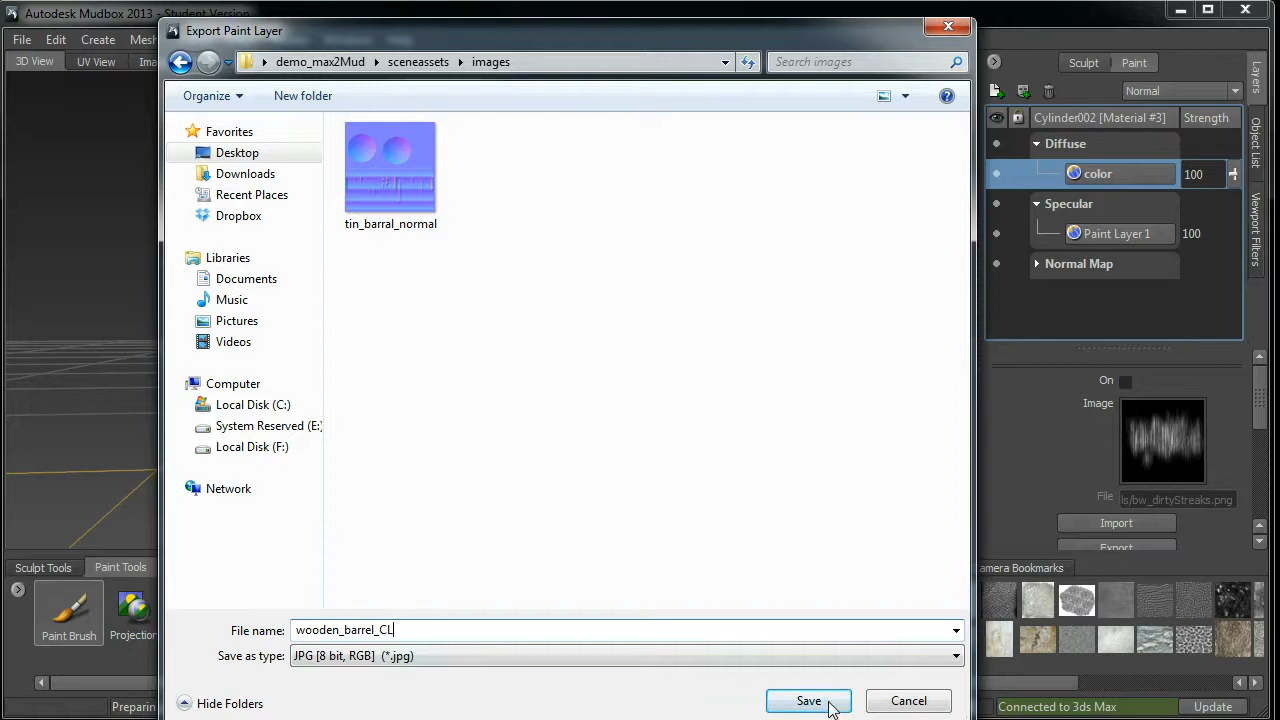 Autodesk Mudbox 2013 - Student Version
Export Paint Layer
File Edit Create Mesh
3D View UV View Ima
demo_max2Mud sceneassets images
Search images
Organize New folder
Favorites
Desktop
Downloads
Recent Places
Dropbox
Libraries
Documents
Music
Pictures
Videos
Computer
Local Disk (C:)
System Reserved (E:)
Local Disk (F:)
Network
tin_barral_normal
File name: wooden_barrel_CL
Save as type: JPG [8 bit, RGB] (*.jpg)
Hide Folders
Save Cancel
Sculpt Paint
Normal
Cylinder002 [Material #3] Strength
Diffuse
color 100
Specular
Paint Layer 1 100
Normal Map
Layers
Object List
Viewport Filters
On
Image
File ls/bw_dirtyStreaks.png
Import
Export
Sculpt Tools Paint Tools
Paint Brush Projection
Camera Bookmarks
Preparing
Connected to 3ds Max Update